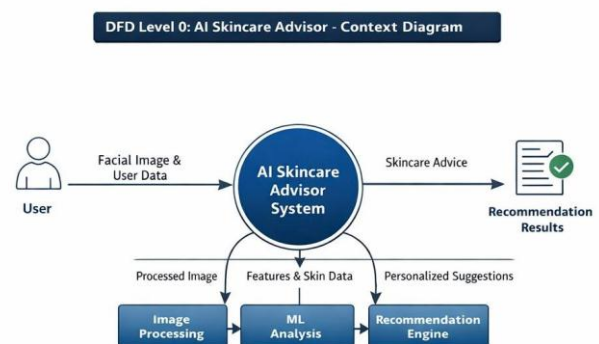 DFD Level 0: AI Skincare Advisor - Context Diagram
Facial Image &
User Data
User
AI Skincare
Advisor
System
Skincare Advice
Recommendation
Results
Processed Image
Features & Skin Data
Personalized Suggestions
Image
Processing
ML
Analysis
Recommendation
Engine